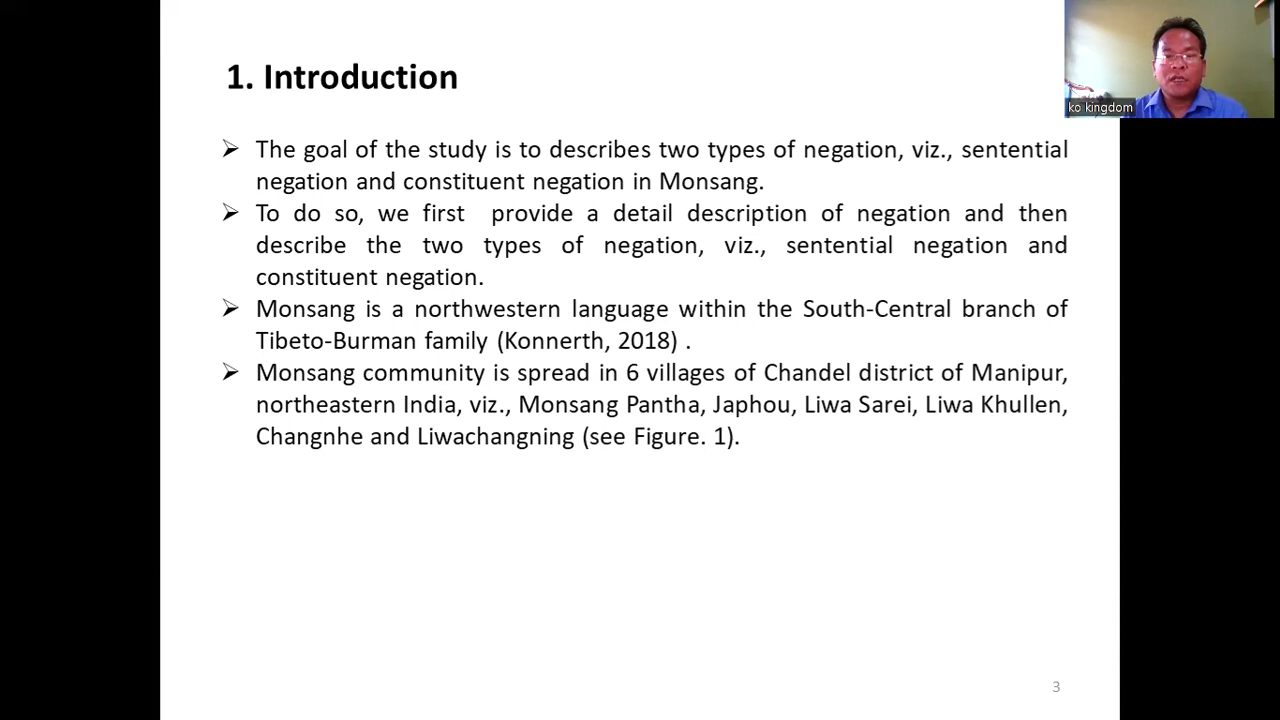 1. Introduction
ko kingdom
➢ The goal of the study is to describes two types of negation, viz., sentential
negation and constituent negation in Monsang.
➢ To do so, we first provide a detail description of negation and then
describe the two types of negation, viz., sentential negation and
constituent negation.
➢ Monsang is a northwestern language within the South-Central branch of
Tibeto-Burman family (Konnerth, 2018) .
➢ Monsang community is spread in 6 villages of Chandel district of Manipur,
northeastern India, viz., Monsang Pantha, Japhou, Liwa Sarei, Liwa Khullen,
Changnhe and Liwachangning (see Figure. 1).
3